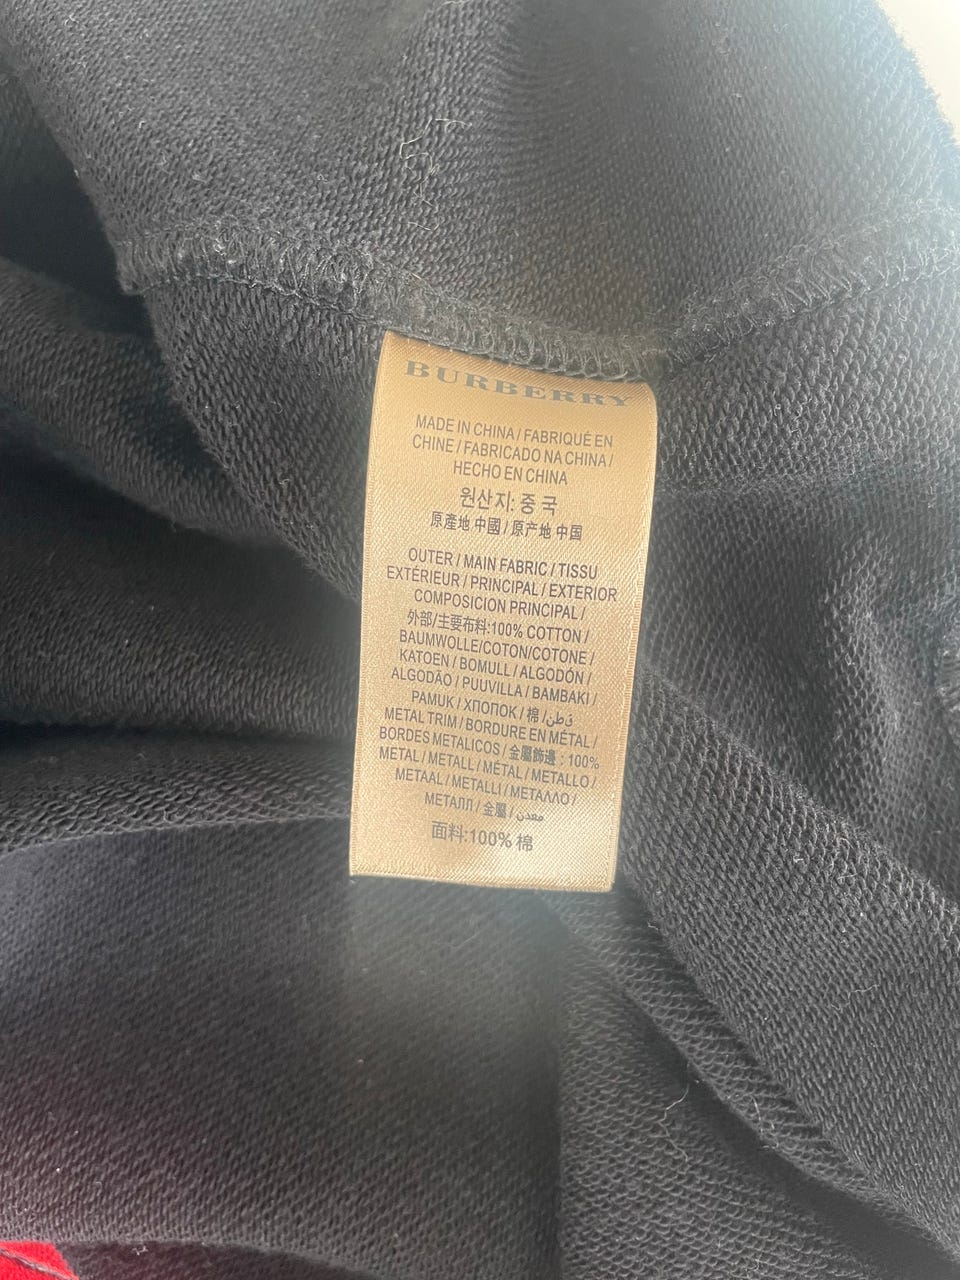 BURBERRY
MADE IN CHINA / FABRIQUÉ EN
CHINE / FABRICADO NA CHINA /
HECHO EN CHINA
원산지: 중국
原產地 中國 / 原产地 中国
OUTER / MAIN FABRIC / TISSU
EXTÉRIEUR / PRINCIPAL / EXTERIOR
COMPOSICION PRINCIPAL /
外部/主要布料:100% COTTON /
BAUMWOLLE/COTON/COTONE /
KATOEN / BOMULL / ALGODÓN /
ALGODÃO / PUUVILLA / BAMBAKI /
PAMUK / ХЛОПОК / 棉 / قطن /
METAL TRIM / BORDURE EN MÉTAL /
BORDES METALICOS / 金屬飾邊 : 100%
METAL / METALL / MÉTAL / METALLO /
METAAL / METALLI / ΜΕΤΑΛΛΟ /
МЕТАЛЛ / 金屬 / معدن
面料:100% 棉